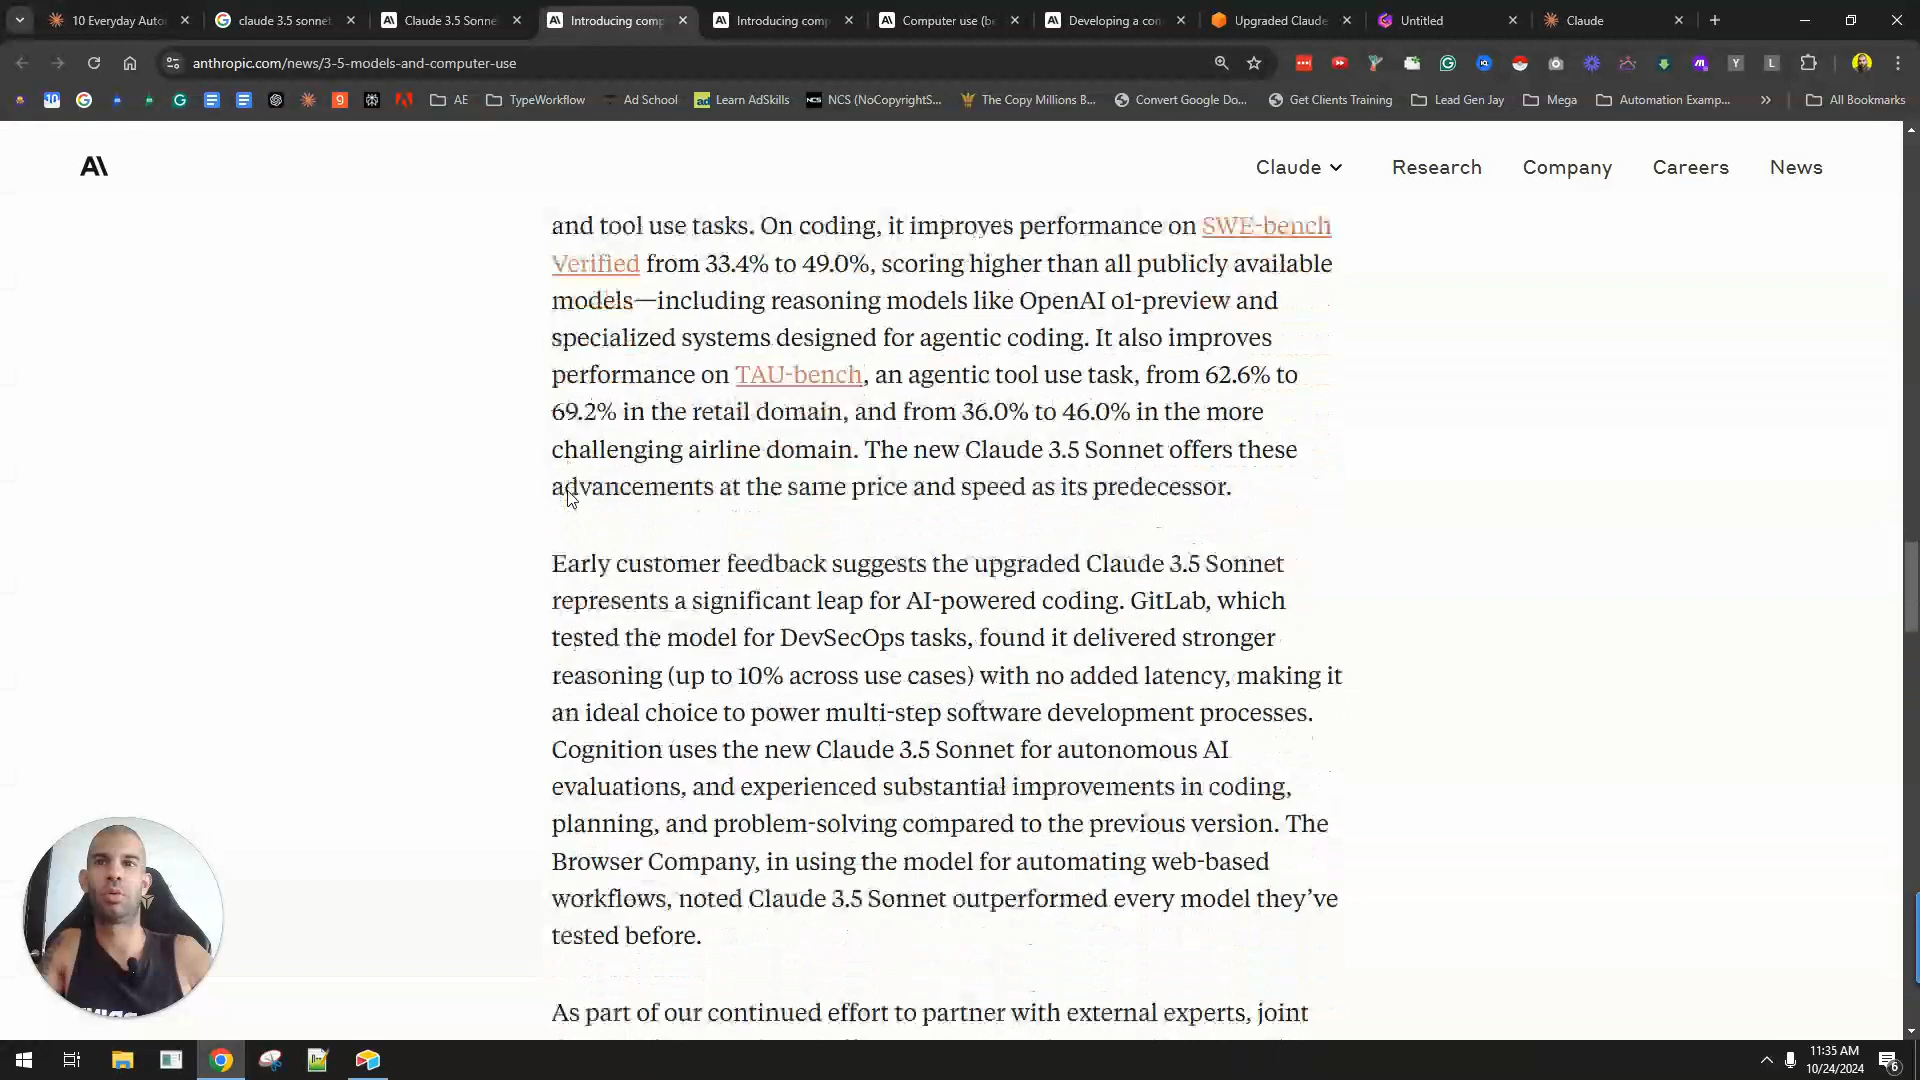 10 Everyday Auto
claude 3.5 sonnet
Claude 3.5 Sonne
Introducing comp
Introducing comp
Computer use (be
Developing a con
Upgraded Claude
Untitled
Claude
anthropic.com/news/3-5-models-and-computer-use
AE
TypeWorkflow
Ad School
Learn AdSkills
NCS (NoCopyrightS...
The Copy Millions B...
Convert Google Do...
Get Clients Training
Lead Gen Jay
Mega
Automation Examp...
All Bookmarks
Claude
Research
Company
Careers
News
and tool use tasks. On coding, it improves performance on SWE-bench
Verified from 33.4% to 49.0%, scoring higher than all publicly available
models—including reasoning models like OpenAI o1-preview and
specialized systems designed for agentic coding. It also improves
performance on TAU-bench, an agentic tool use task, from 62.6% to
69.2% in the retail domain, and from 36.0% to 46.0% in the more
challenging airline domain. The new Claude 3.5 Sonnet offers these
advancements at the same price and speed as its predecessor.
Early customer feedback suggests the upgraded Claude 3.5 Sonnet
represents a significant leap for AI-powered coding. GitLab, which
tested the model for DevSecOps tasks, found it delivered stronger
reasoning (up to 10% across use cases) with no added latency, making it
an ideal choice to power multi-step software development processes.
Cognition uses the new Claude 3.5 Sonnet for autonomous AI
evaluations, and experienced substantial improvements in coding,
planning, and problem-solving compared to the previous version. The
Browser Company, in using the model for automating web-based
workflows, noted Claude 3.5 Sonnet outperformed every model they've
tested before.
As part of our continued effort to partner with external experts, joint
11:35 AM
10/24/2024
6